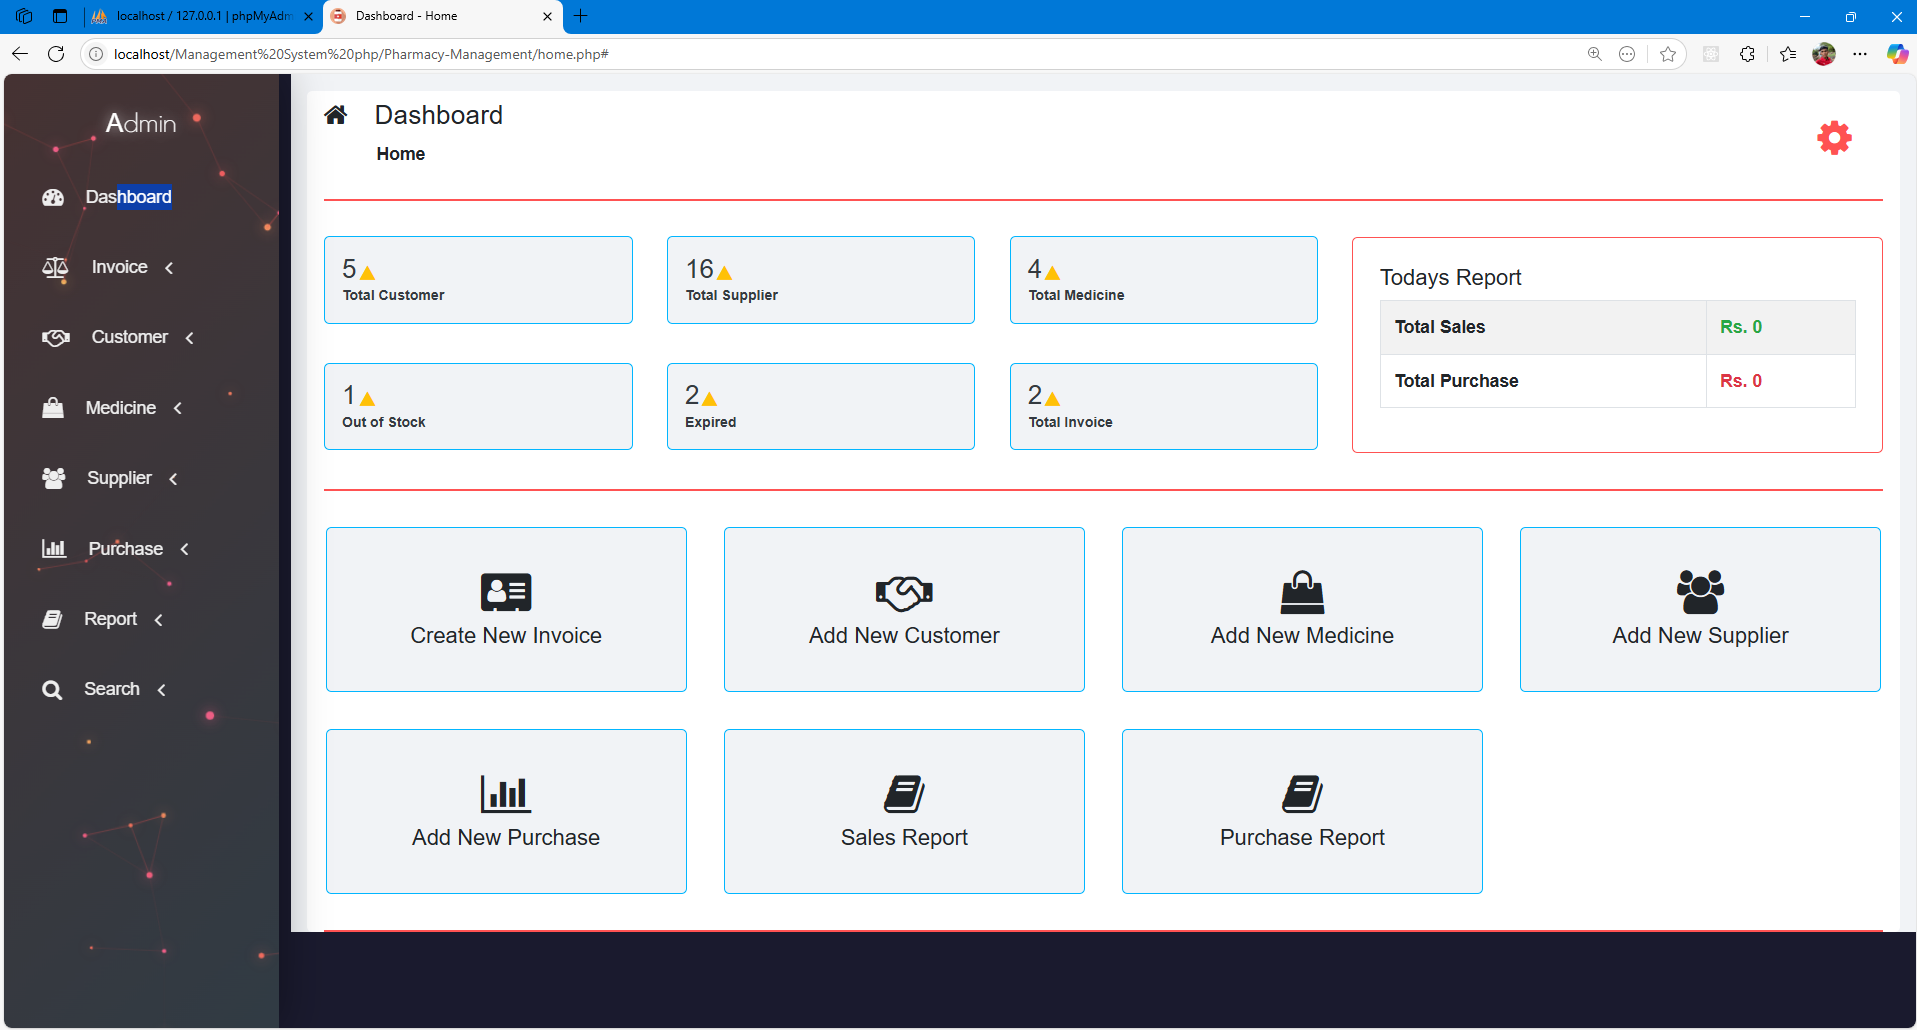 localhost / 127.0.0.1 | phpMyAdm
Dashboard - Home
localhost/Management%20System%20php/Pharmacy-Management/home.php#
Admin
Dashboard
Invoice
Customer
Medicine
Supplier
Purchase
Report
Search
Dashboard
Home
5
Total Customer
16
Total Supplier
4
Total Medicine
1
Out of Stock
2
Expired
2
Total Invoice
Todays Report
Total Sales Rs. 0
Total Purchase Rs. 0
Create New Invoice
Add New Customer
Add New Medicine
Add New Supplier
Add New Purchase
Sales Report
Purchase Report